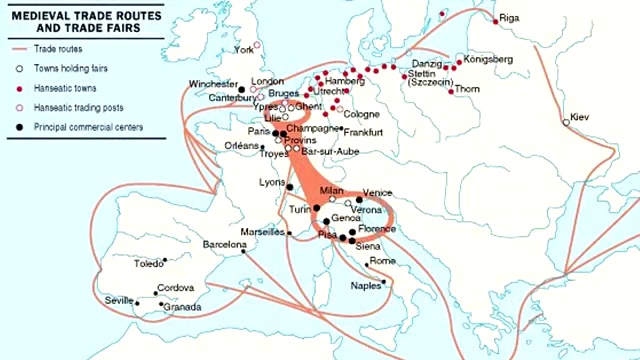 MEDIEVAL TRADE ROUTES
AND TRADE FAIRS
Trade routes
Towns holding fairs
Hanseatic towns
Hanseatic trading posts
Principal commercial centers
Riga
York
Königsberg
Danzig
Stettin
(Szczecin)
Thorn
Winchester
London
Canterbury
Bruges
Hamberg
Utrecht
Ypres
Ghent
Lille
Cologne
Kiev
Paris
Champagne
Frankfurt
Provins
Orléans
Troyes
Bar-sur-Aube
Lyons
Milan
Venice
Turin
Verona
Genoa
Florence
Pisa
Siena
Marseilles
Barcelona
Rome
Toledo
Naples
Cordova
Seville
Granada